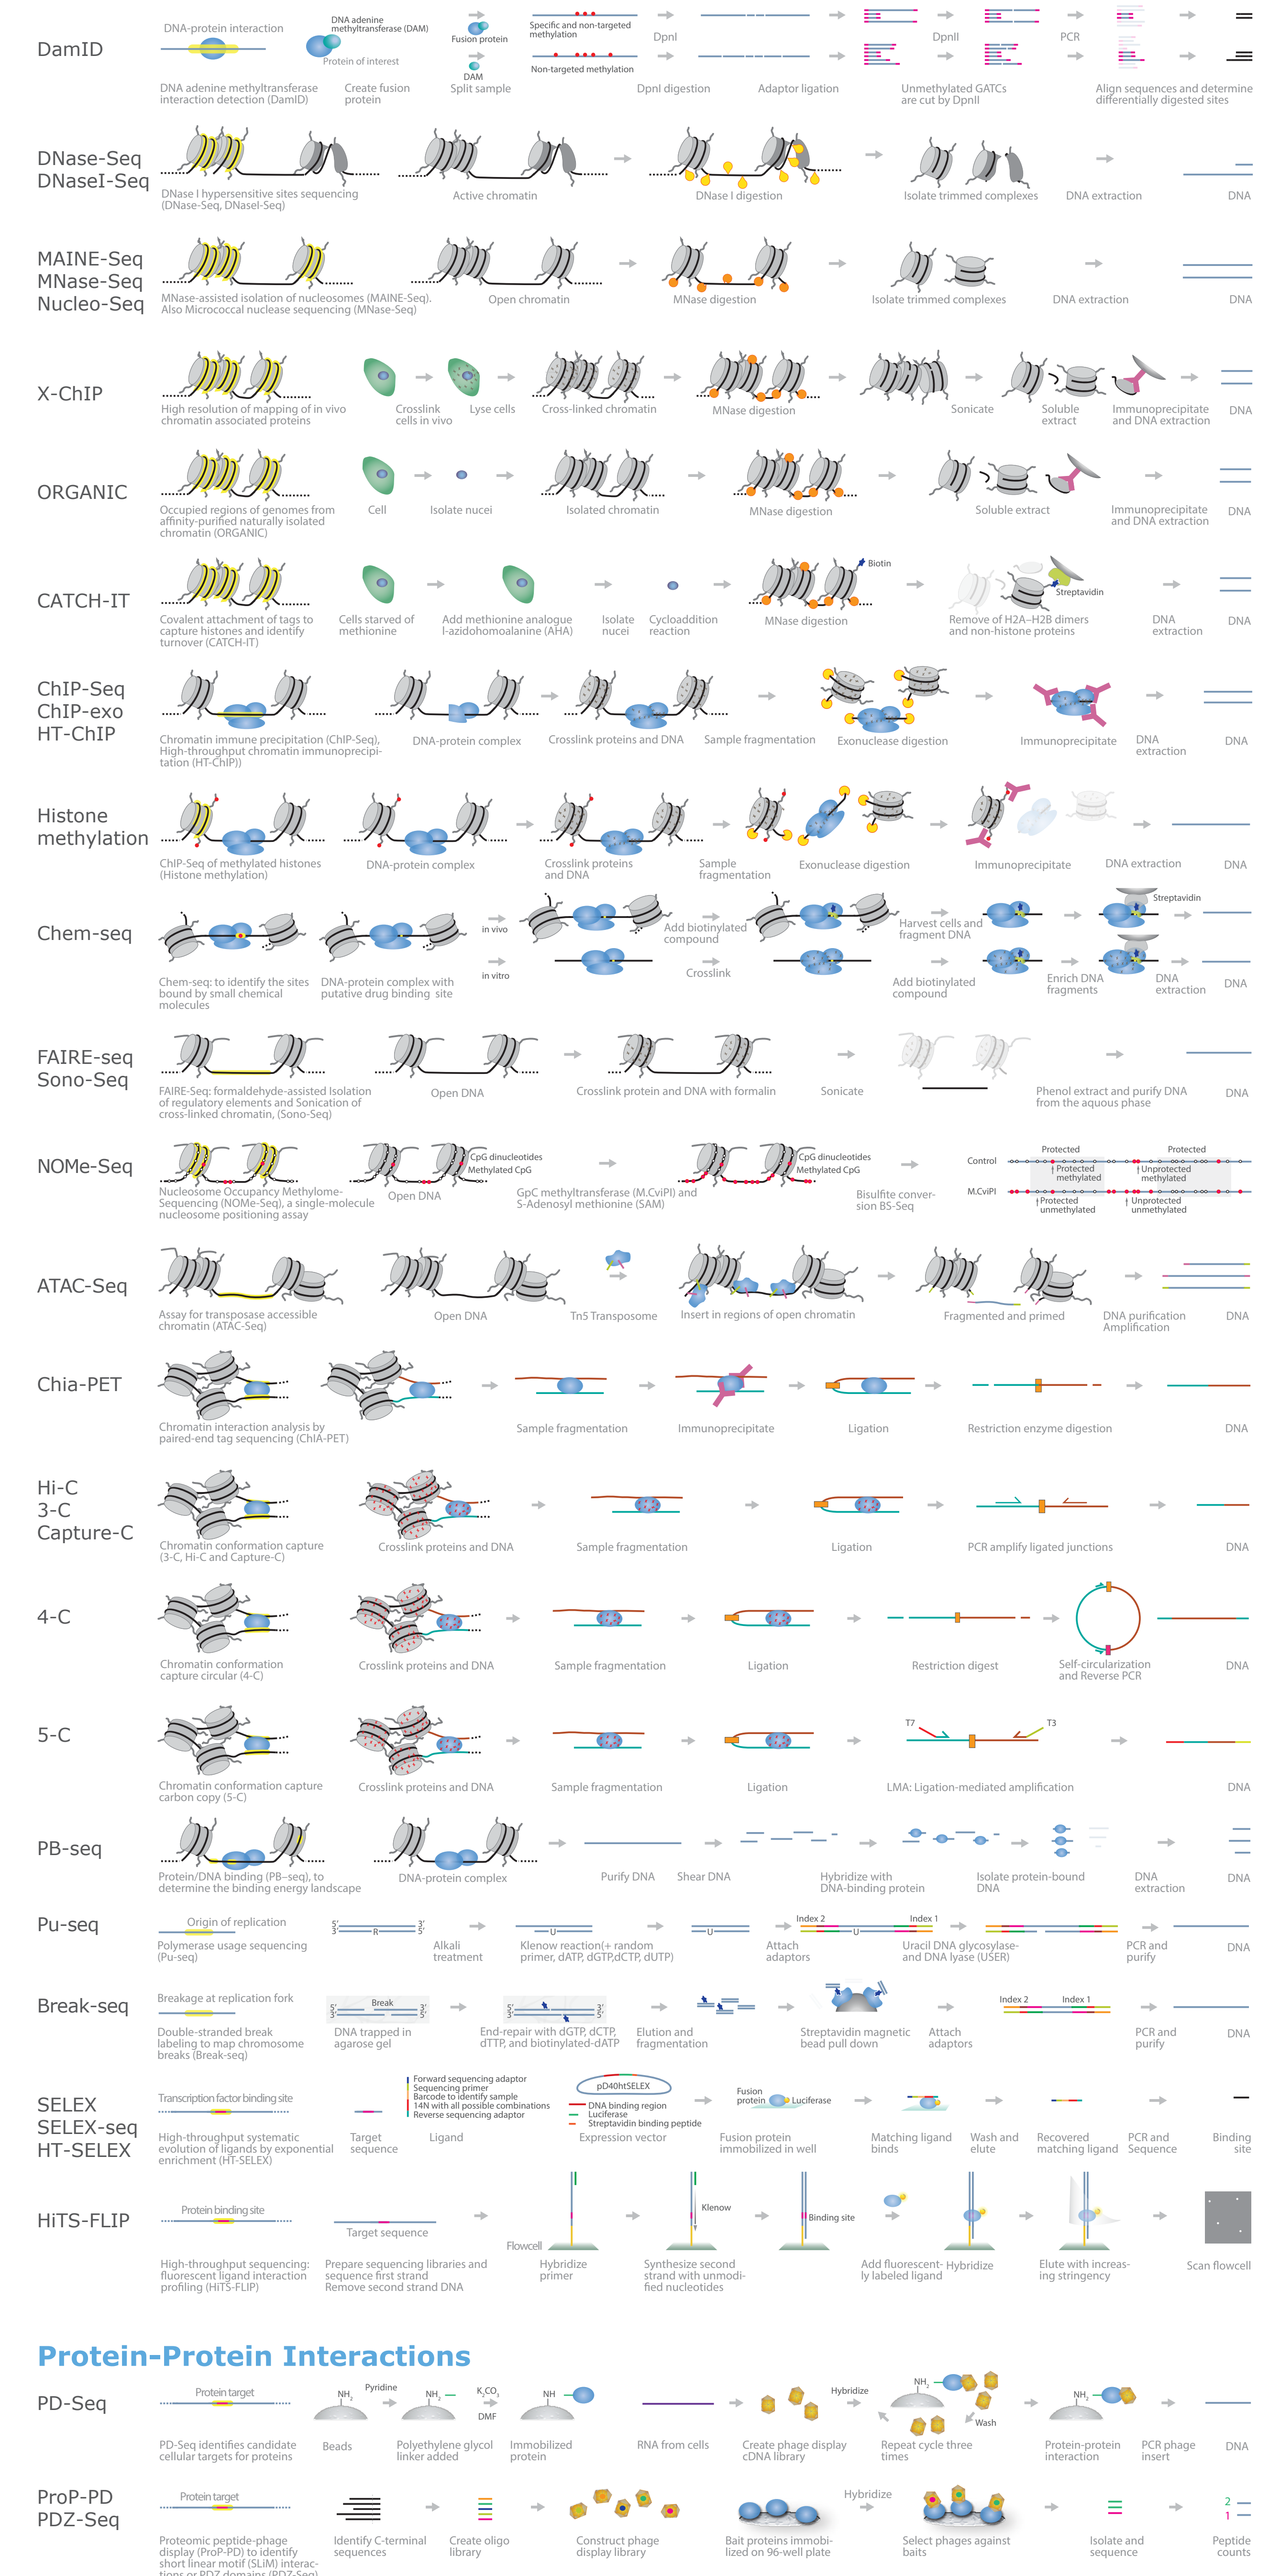 DamID
DNA-protein interaction
DNA adenine
methyltransferase (DAM)
Protein of interest
Fusion protein
DAM
Specific and non-targeted
methylation
Non-targeted methylation
DpnI
DpnII
PCR
DNA adenine methyltransferase
interaction detection (DamID)
Create fusion
protein
Split sample
DpnI digestion
Adaptor ligation
Unmethylated GATCs
are cut by DpnII
Align sequences and determine
differentially digested sites
DNase-Seq
DNaseI-Seq
DNase I hypersensitive sites sequencing
(DNase-Seq, DNaseI-Seq)
Active chromatin
DNase I digestion
Isolate trimmed complexes
DNA extraction
DNA
MAINE-Seq
MNase-Seq
Nucleo-Seq
MNase-assisted isolation of nucleosomes (MAINE-Seq).
Also Micrococcal nuclease sequencing (MNase-Seq)
Open chromatin
MNase digestion
Isolate trimmed complexes
DNA extraction
DNA
X-ChIP
High resolution of mapping of in vivo
chromatin associated proteins
Crosslink
cells in vivo
Lyse cells
Cross-linked chromatin
MNase digestion
Sonicate
Soluble
extract
Immunoprecipitate
and DNA extraction
DNA
ORGANIC
Occupied regions of genomes from
affinity-purified naturally isolated
chromatin (ORGANIC)
Cell
Isolate nuclei
Isolated chromatin
MNase digestion
Soluble extract
Immunoprecipitate
and DNA extraction
DNA
CATCH-IT
Covalent attachment of tags to
capture histones and identify
turnover (CATCH-IT)
Cells starved of
methionine
Add methionine analogue
l-azidohomoalanine (AHA)
Isolate
nucei
Cycloaddition
reaction
Biotin
MNase digestion
Streptavidin
Remove of H2A–H2B dimers
and non-histone proteins
DNA
extraction
DNA
ChIP-Seq
ChIP-exo
HT-ChIP
Chromatin immune precipitation (ChIP-Seq),
High-throughput chromatin immunoprecipi-
tation (HT-ChIP))
DNA-protein complex
Crosslink proteins and DNA
Sample fragmentation
Exonuclease digestion
Immunoprecipitate
DNA
extraction
DNA
Histone
methylation
ChIP-Seq of methylated histones
(Histone methylation)
DNA-protein complex
Crosslink proteins
and DNA
Sample
fragmentation
Exonuclease digestion
Immunoprecipitate
DNA extraction
DNA
Chem-seq
Chem-seq: to identify the sites
bound by small chemical
molecules
DNA-protein complex with
putative drug binding site
in vivo
in vitro
Add biotinylated
compound
Crosslink
Harvest cells and
fragment DNA
Add biotinylated
compound
Enrich DNA
fragments
Streptavidin
DNA
extraction
DNA
FAIRE-seq
Sono-Seq
FAIRE-Seq: formaldehyde-assisted Isolation
of regulatory elements and Sonication of
cross-linked chromatin, (Sono-Seq)
Open DNA
Crosslink protein and DNA with formalin
Sonicate
Phenol extract and purify DNA
from the aquous phase
DNA
NOMe-Seq
Nucleosome Occupancy Methylome-
Sequencing (NOMe-Seq), a single-molecule
nucleosome positioning assay
CpG dinucleotides
Methylated CpG
Open DNA
GpC methyltransferase (M.CviPI) and
S-Adenosyl methionine (SAM)
CpG dinucleotides
Methylated CpG
Bisulfite conver-
sion BS-Seq
Protected Protected
Control
Protected
methylated
Unprotected
methylated
M.CviPI
Protected
unmethylated
Unprotected
unmethylated
ATAC-Seq
Assay for transposase accessible
chromatin (ATAC-Seq)
Open DNA
Tn5 Transposome
Insert in regions of open chromatin
Fragmented and primed
DNA purification
Amplification
DNA
Chia-PET
Chromatin interaction analysis by
paired-end tag sequencing (ChIA-PET)
Sample fragmentation
Immunoprecipitate
Ligation
Restriction enzyme digestion
DNA
Hi-C
3-C
Capture-C
Chromatin conformation capture
(3-C, Hi-C and Capture-C)
Crosslink proteins and DNA
Sample fragmentation
Ligation
PCR amplify ligated junctions
DNA
4-C
Chromatin conformation
capture circular (4-C)
Crosslink proteins and DNA
Sample fragmentation
Ligation
Restriction digest
Self-circularization
and Reverse PCR
DNA
5-C
Chromatin conformation capture
carbon copy (5-C)
Crosslink proteins and DNA
Sample fragmentation
Ligation
T7
T3
LMA: Ligation-mediated amplification
DNA
PB-seq
Protein/DNA binding (PB–seq), to
determine the binding energy landscape
DNA-protein complex
Purify DNA
Shear DNA
Hybridize with
DNA-binding protein
Isolate protein-bound
DNA
DNA
extraction
DNA
Pu-seq
Origin of replication
Polymerase usage sequencing
(Pu-seq)
5' 3'
3' R 5'
Alkali
treatment
U
Klenow reaction(+ random
primer, dATP, dGTP,dCTP, dUTP)
U
Attach
adaptors
Index 2 Index 1
U
Uracil DNA glycosylase-
and DNA lyase (USER)
PCR and
purify
DNA
Break-seq
Breakage at replication fork
Double-stranded break
labeling to map chromosome
breaks (Break-seq)
Break
5' 3'
3' 5'
DNA trapped in
agarose gel
5' 3'
3' 5'
End-repair with dGTP, dCTP,
dTTP, and biotinylated-dATP
Elution and
fragmentation
Streptavidin magnetic
bead pull down
Attach
adaptors
Index 2 Index 1
PCR and
purify
DNA
SELEX
SELEX-seq
HT-SELEX
Transcription factor binding site
High-throughput systematic
evolution of ligands by exponential
enrichment (HT-SELEX)
Target
sequence
Forward sequencing adaptor
Sequencing primer
Barcode to identify sample
14N with all possible combinations
Reverse sequencing adaptor
Ligand
pD40htSELEX
DNA binding region
Luciferase
Streptavidin binding peptide
Expression vector
Fusion
protein
Luciferase
Fusion protein
immobilized in well
Matching ligand
binds
Wash and
elute
Recovered
matching ligand
PCR and
Sequence
Binding
site
HiTS-FLIP
Protein binding site
High-throughput sequencing:
fluorescent ligand interaction
profiling (HiTS-FLIP)
Target sequence
Prepare sequencing libraries and
sequence first strand
Remove second strand DNA
Flowcell
Hybridize
primer
Klenow
Synthesize second
strand with unmodi-
fied nucleotides
Binding site
Add fluorescent-
ly labeled ligand
Hybridize
Elute with increas-
ing stringency
Scan flowcell
Protein-Protein Interactions
PD-Seq
Protein target
PD-Seq identifies candidate
cellular targets for proteins
NH2
Beads
Pyridine
NH2
Polyethylene glycol
linker added
K2CO3
DMF
NH
Immobilized
protein
RNA from cells
Create phage display
cDNA library
Hybridize
NH2
Wash
Repeat cycle three
times
NH2
Protein-protein
interaction
PCR phage
insert
DNA
ProP-PD
PDZ-Seq
Protein target
Proteomic peptide-phage
display (ProP-PD) to identify
short linear motif (SLiM) interac-
tions or PDZ domains (PDZ-Seq)
Identify C-terminal
sequences
Create oligo
library
Construct phage
display library
Bait proteins immobi-
lized on 96-well plate
Hybridize
Select phages against
baits
Isolate and
sequence
2
1
Peptide
counts